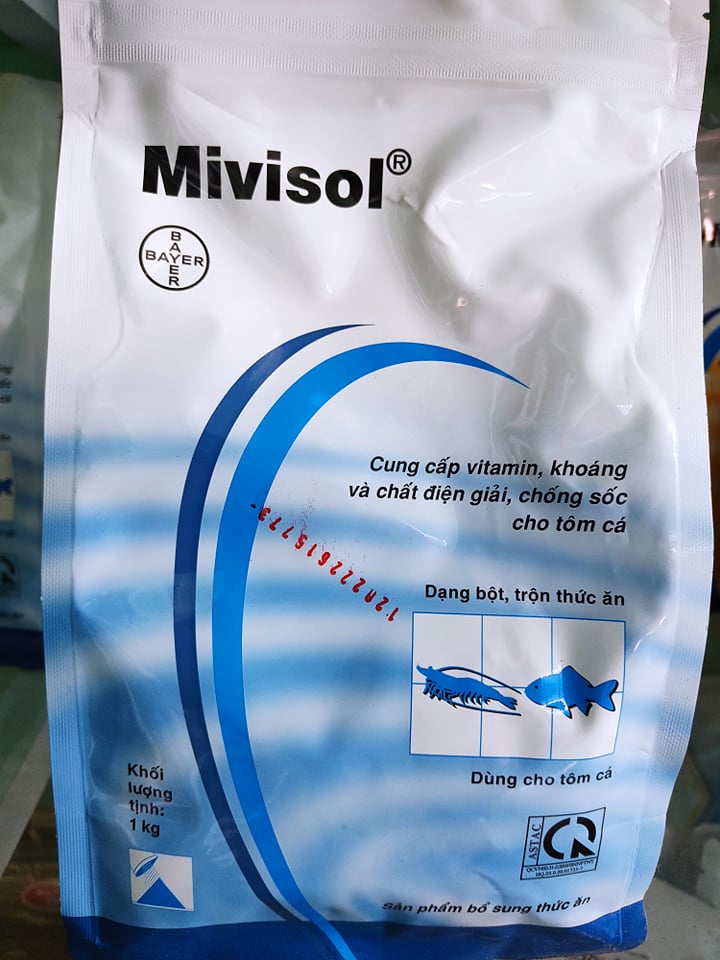 Mivisol®
BAYER
BAYER
Cung cấp vitamin, khoáng
và chất điện giải, chống sốc
cho tôm cá
Dạng bột, trộn thức ăn
Dùng cho tôm cá
Khối
lượng
tịnh:
1 kg
ASTAC
Sản phẩm bổ sung thức ăn